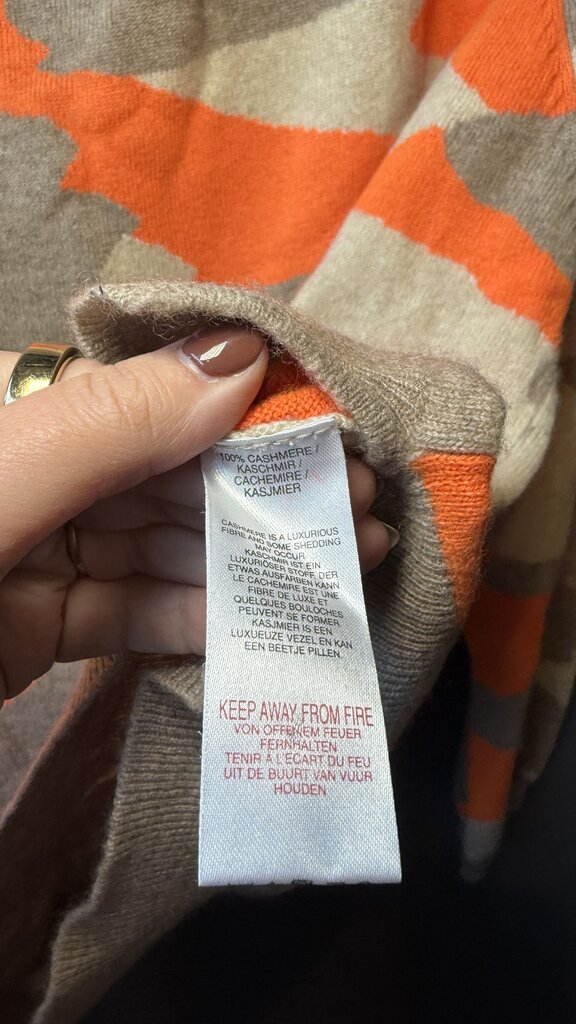 100% CASHMERE /
KASCHMIR /
CACHEMIRE /
KASJMIER
CASHMERE IS A LUXURIOUS
FIBRE AND SOME SHEDDING
MAY OCCUR
KASCHMIR IST EIN
LUXURIÖSER STOFF, DER
ETWAS AUSFARBEN KANN
LE CACHEMIRE EST UNE
FIBRE DE LUXE ET
QUELQUES BOULOCHES
PEUVENT SE FORMER
KASJMIER IS EEN
LUXUEUZE VEZEL EN KAN
EEN BEETJE PILLEN.
KEEP AWAY FROM FIRE
VON OFFENEM FEUER
FERNHALTEN
TENIR À L'ÉCART DU FEU
UIT DE BUURT VAN VUUR
HOUDEN